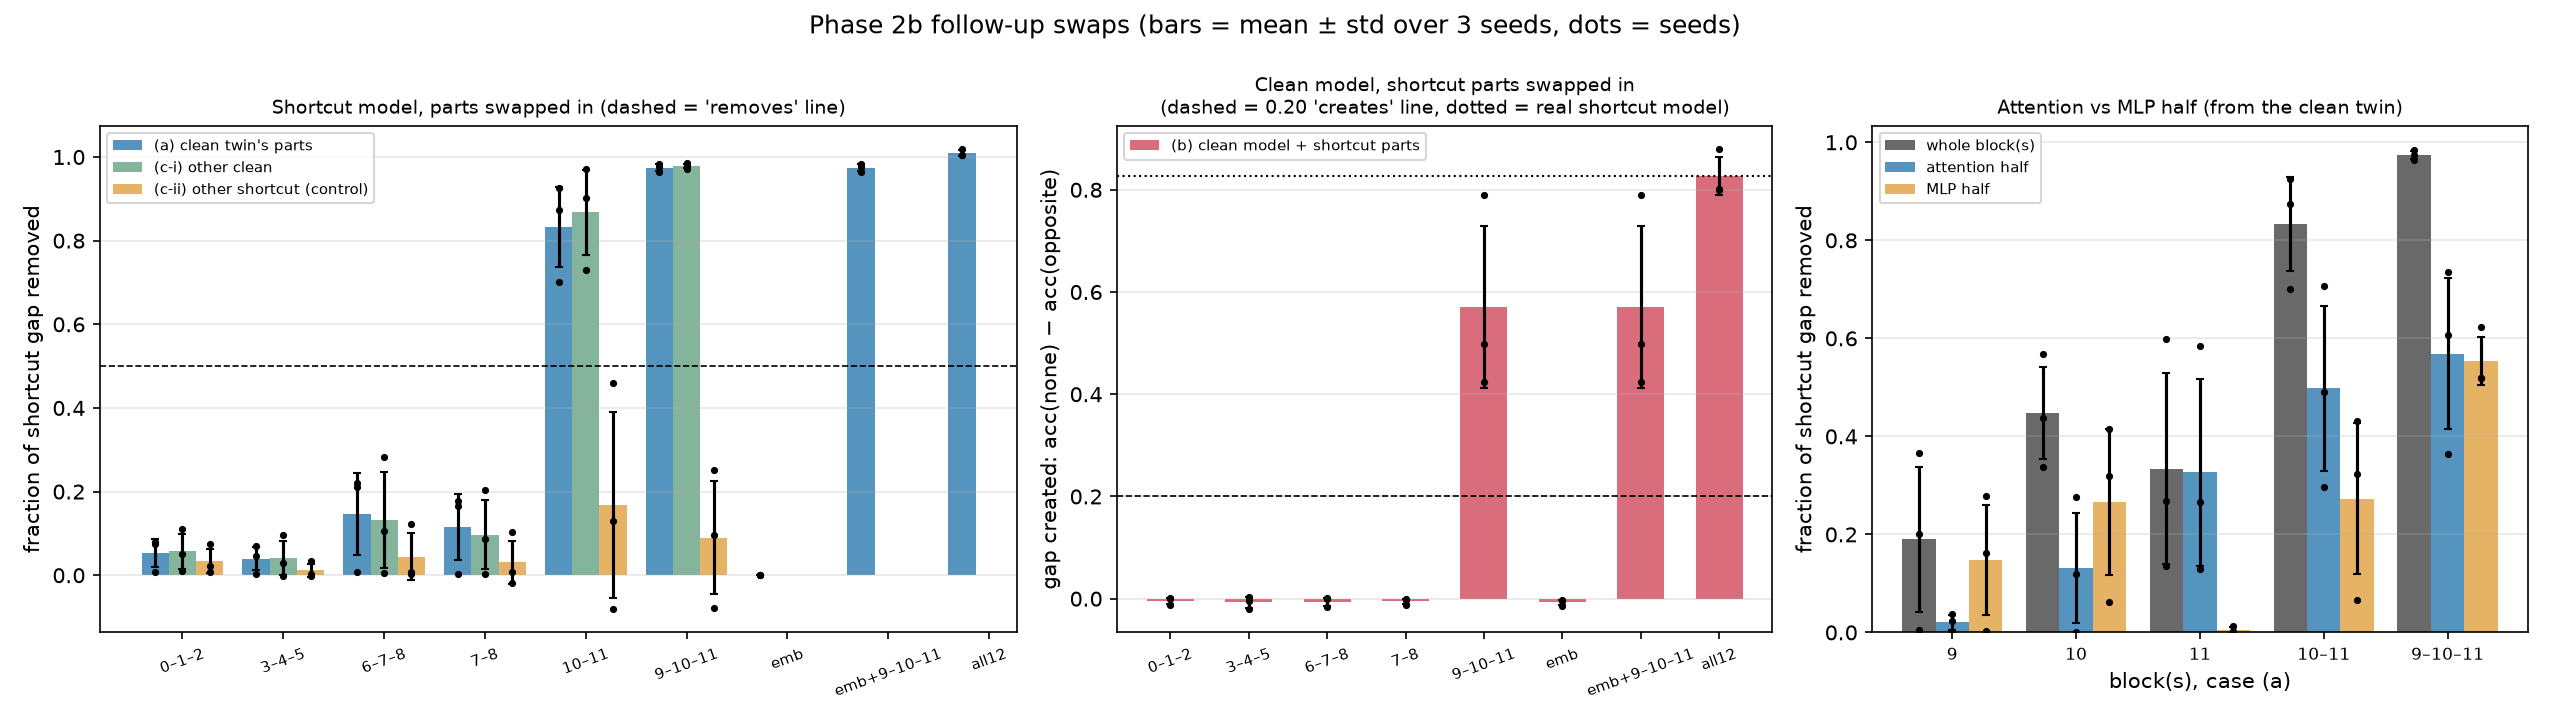 Phase 2b follow-up swaps (bars = mean ± std over 3 seeds, dots = seeds)
Shortcut model, parts swapped in (dashed = 'removes' line)
(a) clean twin's parts
(c-i) other clean
(c-ii) other shortcut (control)
fraction of shortcut gap removed
1.0
0.8
0.6
0.4
0.2
0.0
0–1–2
3–4–5
6–7–8
7–8
10–11
9–10–11
emb
emb+9–10–11
all12
Clean model, shortcut parts swapped in
(dashed = 0.20 'creates' line, dotted = real shortcut model)
(b) clean model + shortcut parts
gap created: acc(none) − acc(opposite)
0.8
0.6
0.4
0.2
0.0
0–1–2
3–4–5
6–7–8
7–8
9–10–11
emb
emb+9–10–11
all12
Attention vs MLP half (from the clean twin)
whole block(s)
attention half
MLP half
fraction of shortcut gap removed
1.0
0.8
0.6
0.4
0.2
0.0
9
10
11
10–11
9–10–11
block(s), case (a)